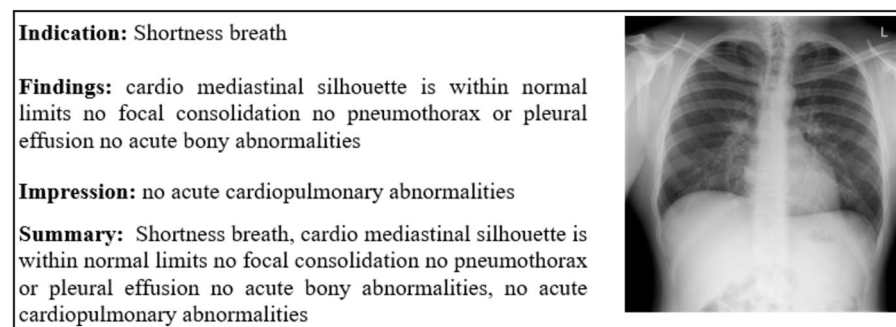 Indication: Shortness breath
Findings: cardio mediastinal silhouette is within normal
limits no focal consolidation no pneumothorax or pleural
effusion no acute bony abnormalities
Impression: no acute cardiopulmonary abnormalities
Summary: Shortness breath, cardio mediastinal silhouette is
within normal limits no focal consolidation no pneumothorax
or pleural effusion no acute bony abnormalities, no acute
cardiopulmonary abnormalities
L